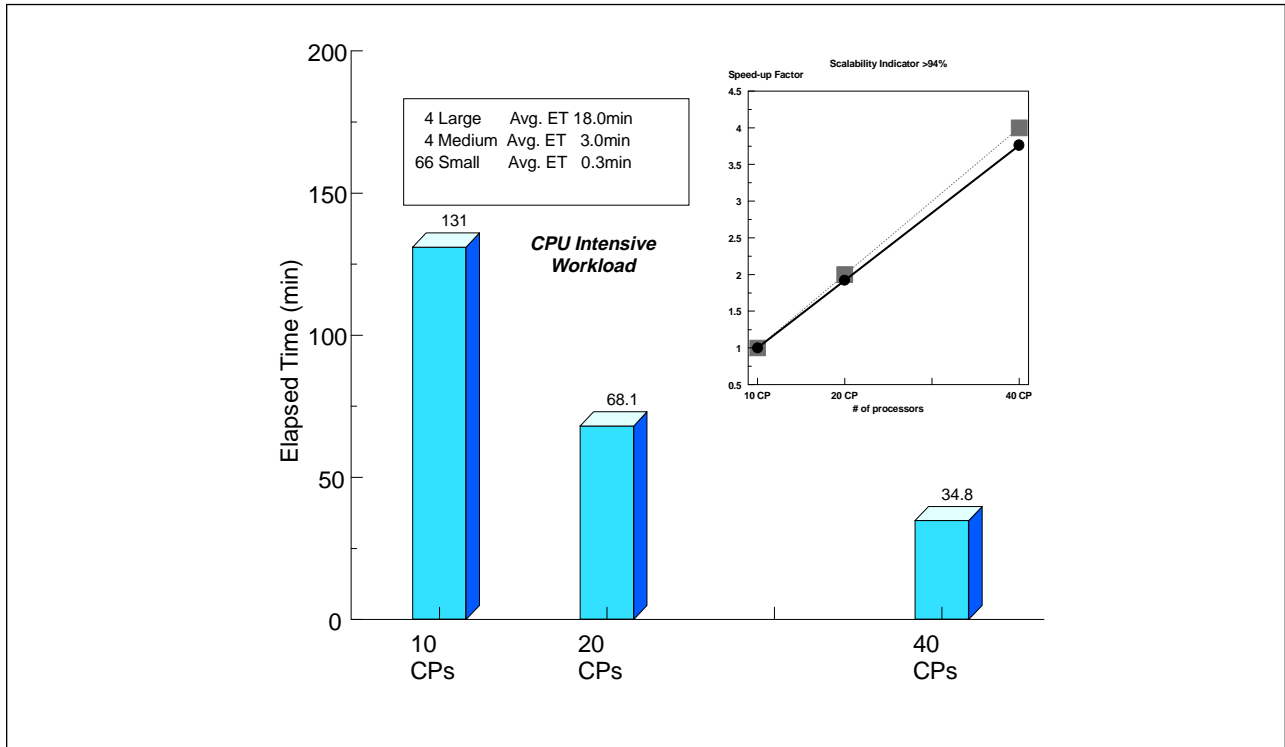 200
150
100
50
0
Elapsed Time (min)
4 Large Avg. ET 18.0min
4 Medium Avg. ET 3.0min
66 Small Avg. ET 0.3min
CPU Intensive
Workload
131
68.1
34.8
10
CPs
20
CPs
40
CPs
Scalability Indicator >94%
Speed-up Factor
4.5
4
3.5
3
2.5
2
1.5
1
0.5
10 CP
20 CP
40 CP
# of processors